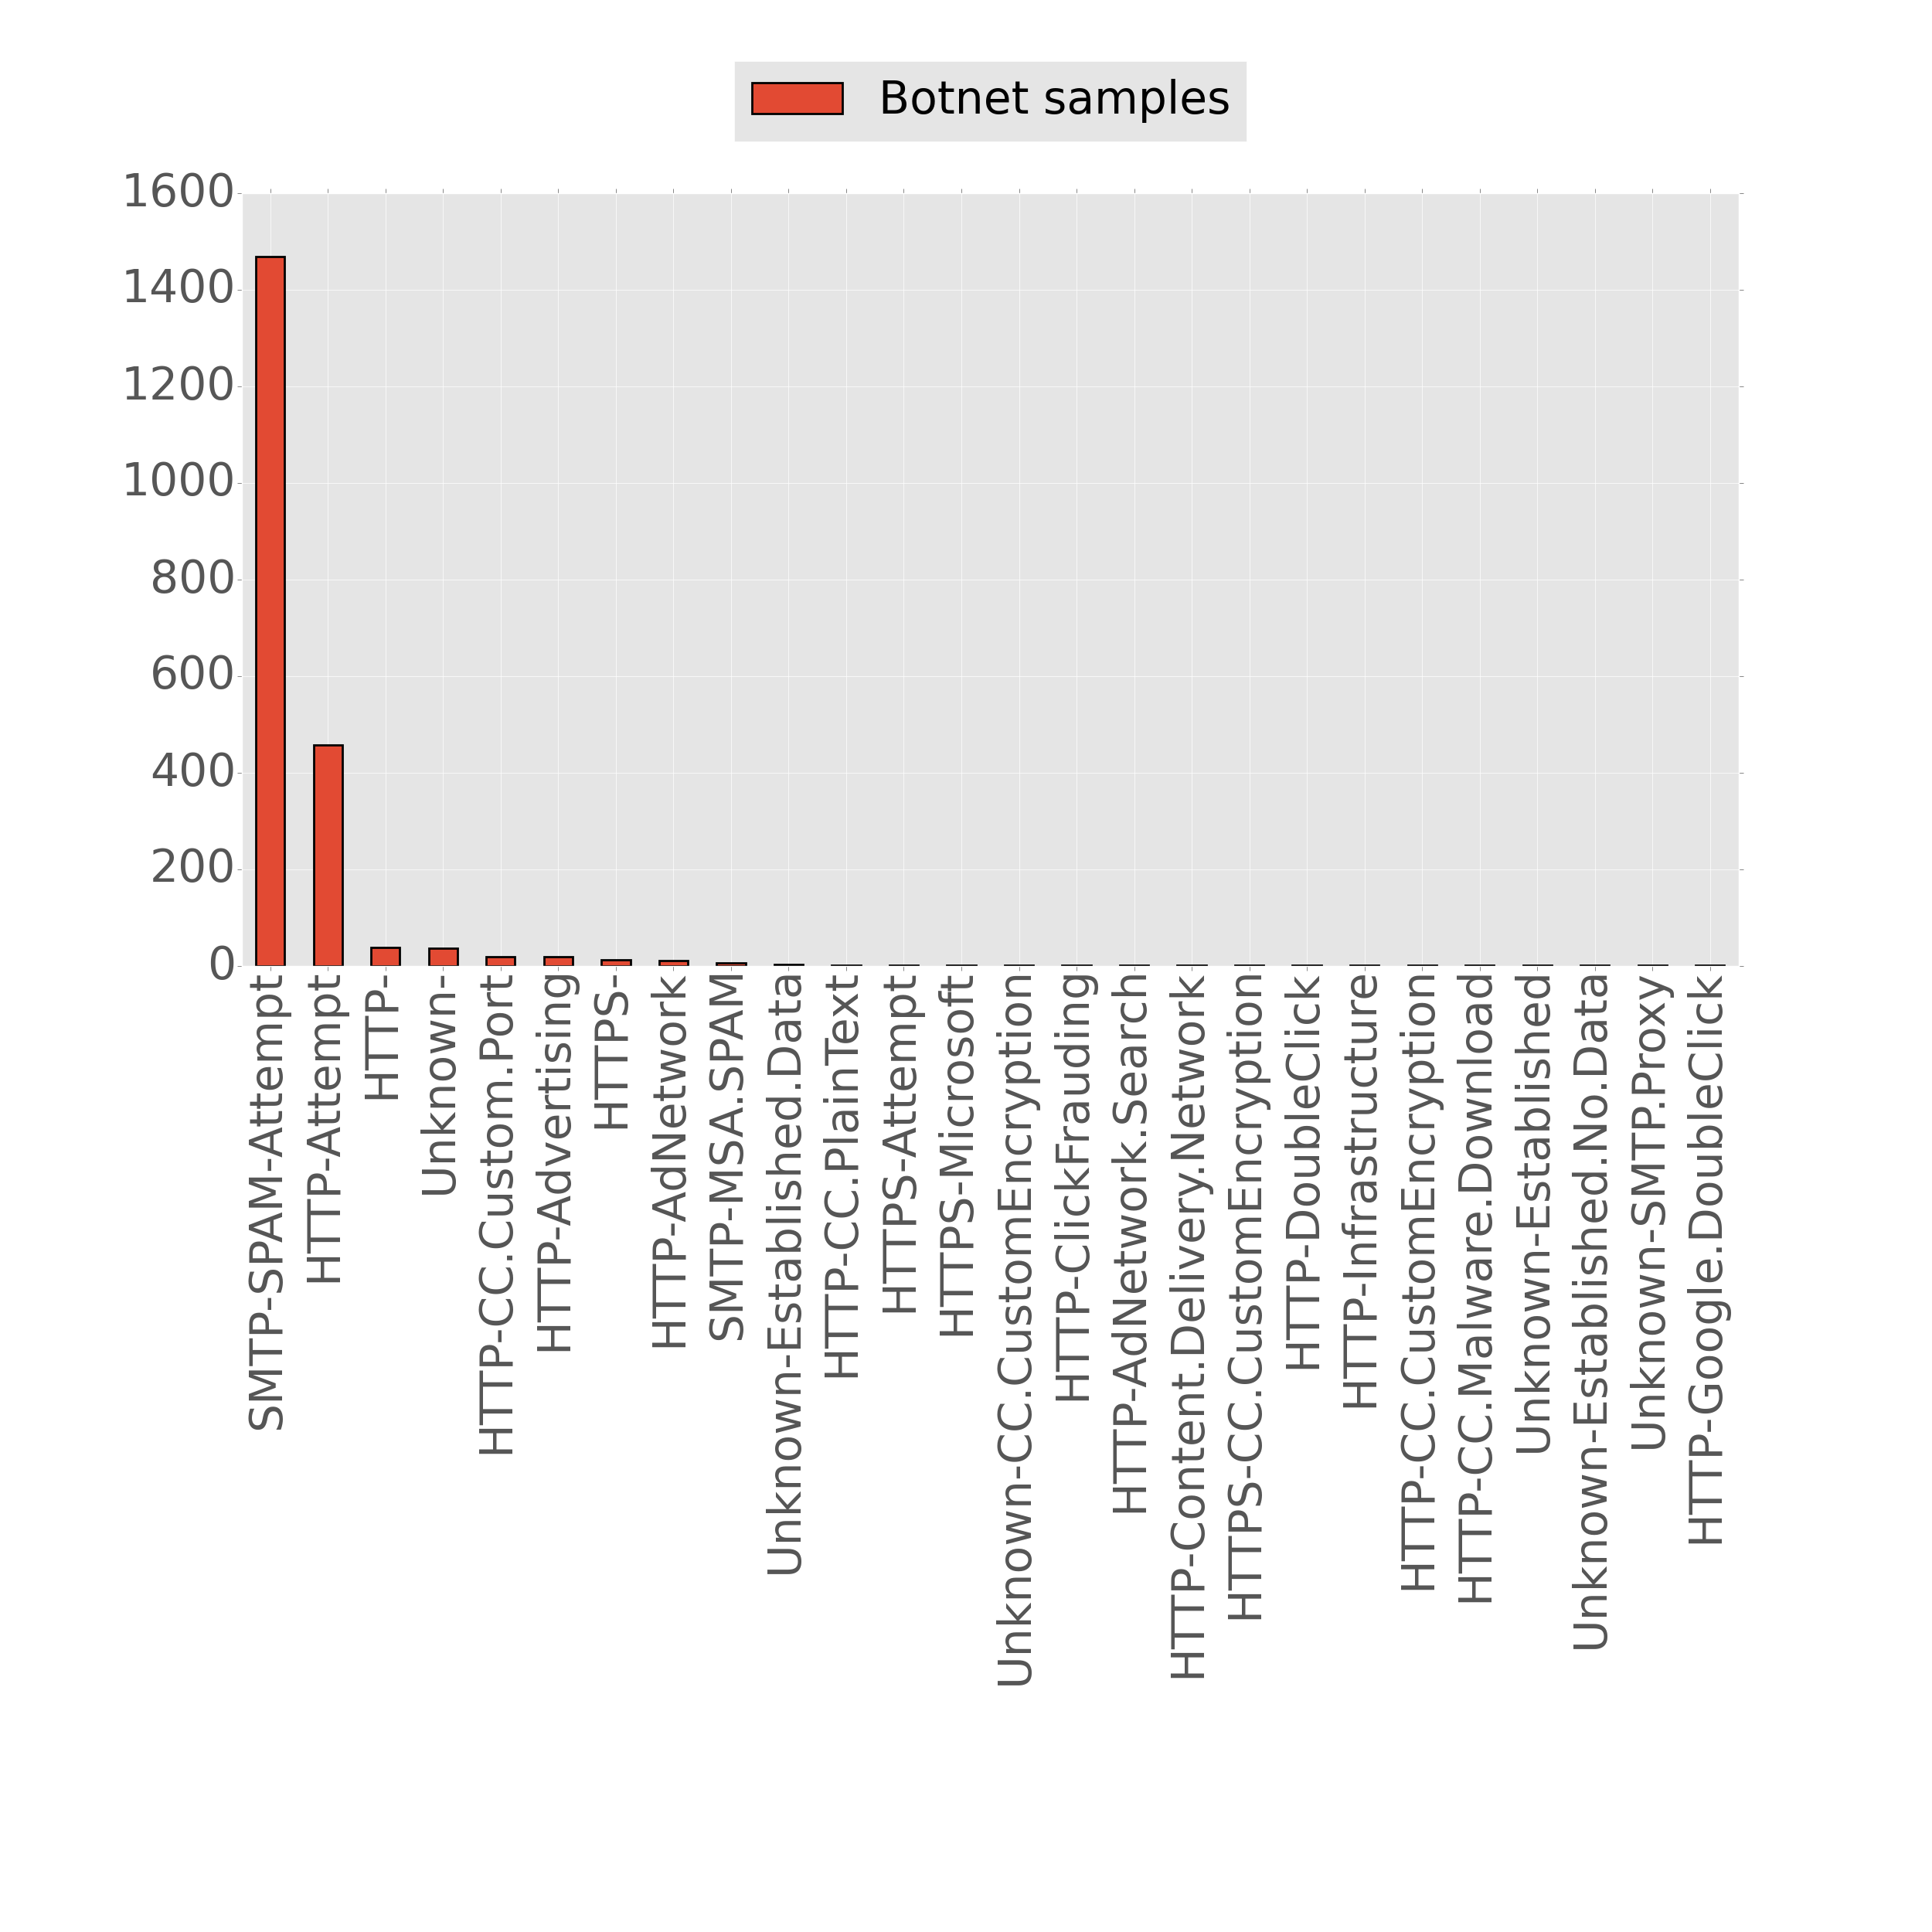 Botnet samples
1600
1400
1200
1000
800
600
400
200
0
SMTP-SPAM-Atttempt
HTTP-Attempt
HTTP-
Unknown-
HTTP-CC.Custom.Port
HTTP-Advertising
HTTPS-
HTTP-AdNetwork
SMTP-MSA.SPAM
Unknown-Established.Data
HTTP-CC.PlainText
HTTPS-Atttempt
HTTPS-Microsoft
Unknown-CC.CustomEncryption
HTTP-ClickFrauding
HTTP-AdNetwork.Search
HTTP-Content.Delivery.Network
HTTPS-CC.CustomEncryption
HTTP-DoubleClick
HTTP-Infrastructure
HTTP-CC.CustomEncryption
HTTP-CC.Malware.Download
Unknown-Established
Unknown-Established.No.Data
Unknown-SMTP.Proxy
HTTP-Google.DoubleClick